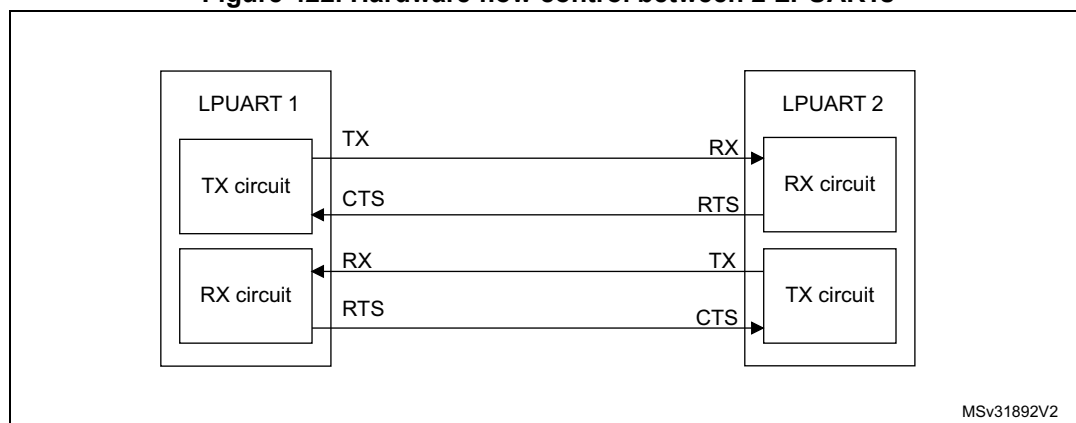 Figure 422. Hardware flow control between 2 LPUARTs
LPUART 1
LPUART 2
TX circuit
TX
RX
RX circuit
CTS
RTS
RX circuit
RX
TX
TX circuit
RTS
CTS
MSv31892V2